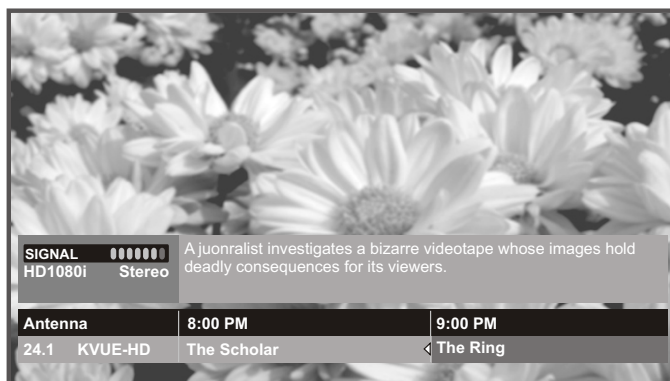 SIGNAL
HD1080i Stereo
A juonralist investigates a bizarre videotape whose images hold
deadly consequences for its viewers.
Antenna 8:00 PM 9:00 PM
24.1 KVUE-HD The Scholar The Ring